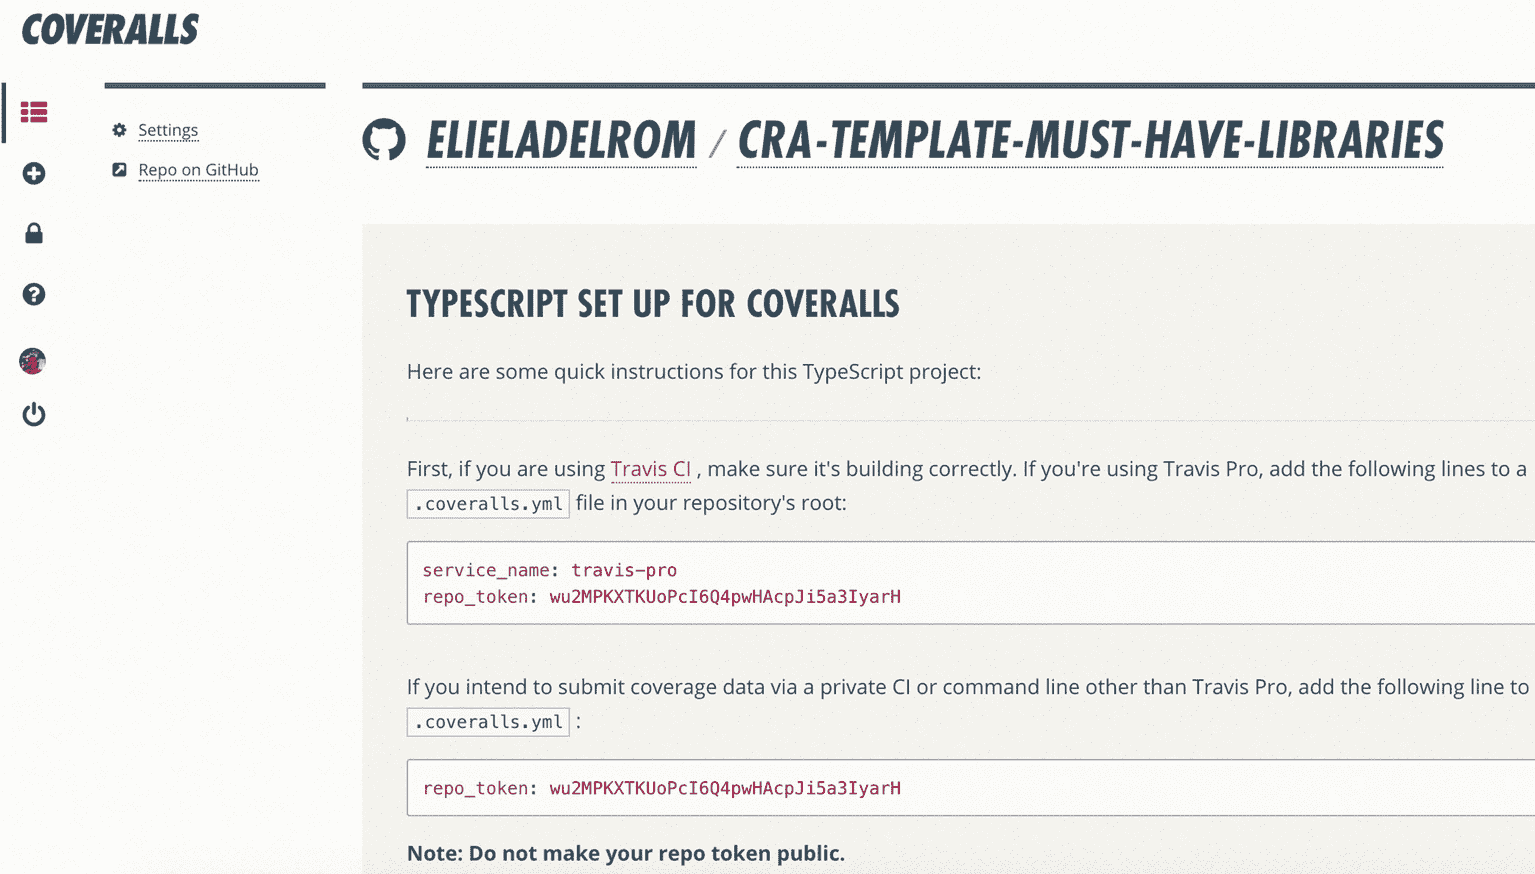 COVERALLS
Settings
Repo on GitHub
ELIELADELROM / CRA-TEMPLATE-MUST-HAVE-LIBRARIES
TYPESCRIPT SET UP FOR COVERALLS
Here are some quick instructions for this TypeScript project:
First, if you are using Travis CI , make sure it's building correctly. If you're using Travis Pro, add the following lines to a
.coveralls.yml file in your repository's root:
service_name: travis-pro
repo_token: wu2MPKXTKUoPcI6Q4pwHAcpJi5a3IyarH
If you intend to submit coverage data via a private CI or command line other than Travis Pro, add the following line to
.coveralls.yml :
repo_token: wu2MPKXTKUoPcI6Q4pwHAcpJi5a3IyarH
Note: Do not make your repo token public.